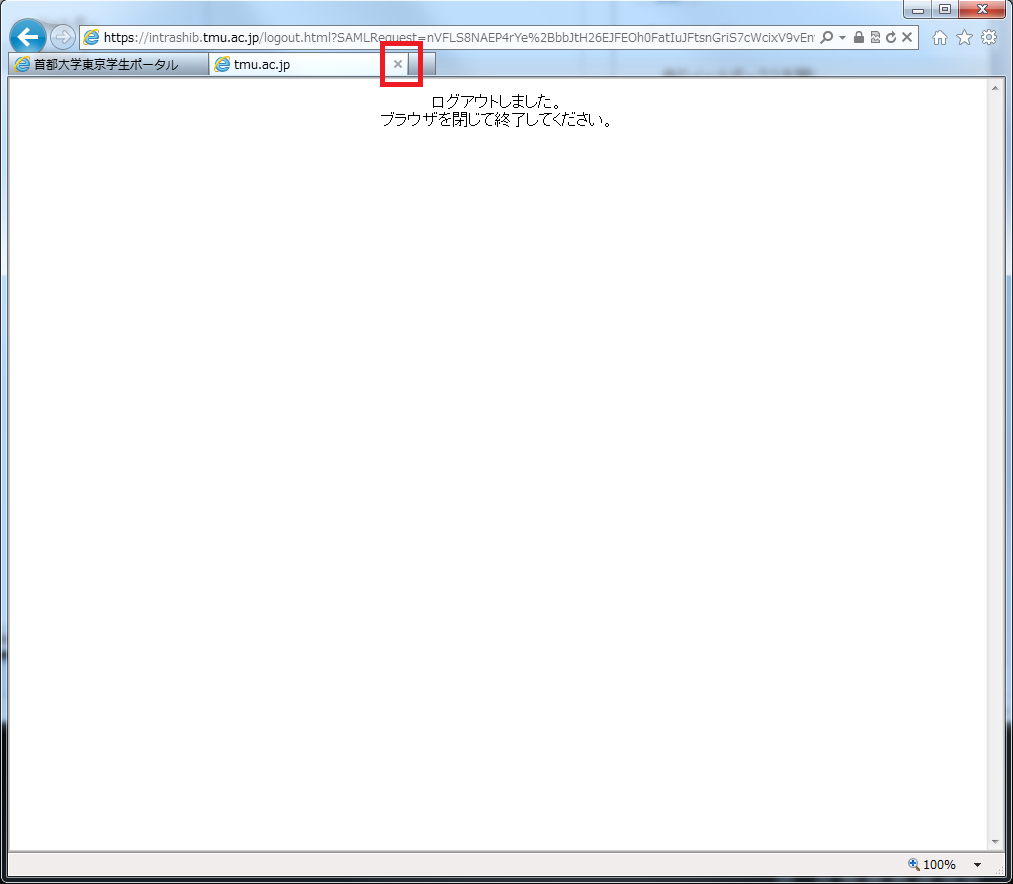 https://intrashib.tmu.ac.jp/logout.html?SAMLRequest=nVFLS8NAEP4rYe%2BbbJtH26EJFEOh0FatIuJFtsnGriS7cWcixV9vEn
首都大学東京学生ポータル
tmu.ac.jp
ログアウトしました。
ブラウザを閉じて終了してください。
100%